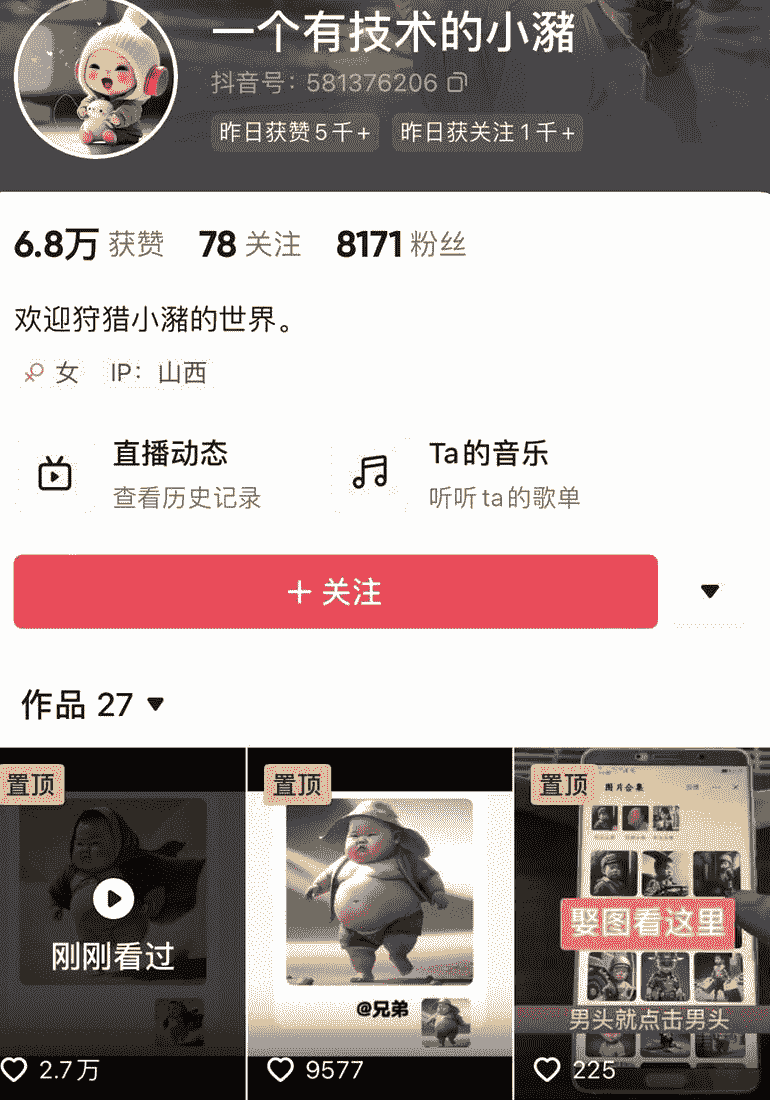 一个有技术的小潴
抖音号：581376206
昨日获赞5千+ 昨日获关注1千+
6.8万 获赞 78 关注 8171 粉丝
欢迎狩猎小潴的世界。
女 IP：山西
直播动态 Ta的音乐
查看历史记录 听听ta的歌单
+ 关注
作品 27
置顶 置顶 置顶
图片合集
娶图看这里
刚刚看过
@兄弟
男头就点击男头
2.7万 9577 225